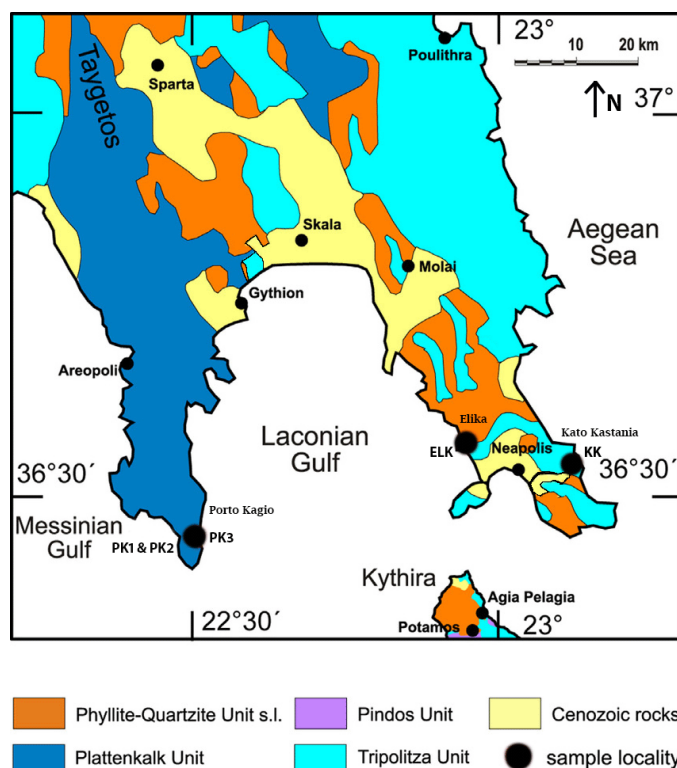 23°
Poulithra
10 20 km
N
37°
Taygetos
Sparta
Skala
Aegean
Sea
Molai
Gythion
Areopoli
Elika
Kato Kastania
Laconian
Gulf
ELK
Neapolis
KK
36°30´
36°30´
Porto Kagio
Messinian
Gulf
PK1 & PK2
PK3
Kythira
Agia Pelagia
Potamos
22°30´
23°
Phyllite-Quartzite Unit s.l.
Pindos Unit
Cenozoic rocks
Plattenkalk Unit
Tripolitza Unit
sample locality